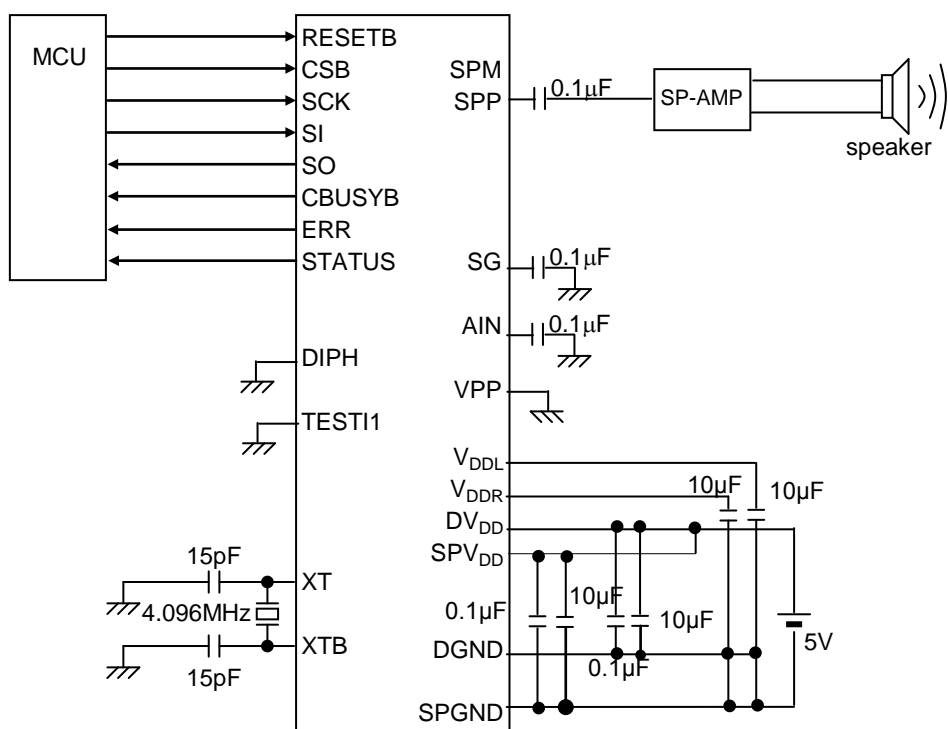 MCU
RESETB
CSB
SCK
SI
SO
CBUSYB
ERR
STATUS
DIPH
TESTI1
15pF
XT
4.096MHz
XTB
15pF
SPM
SPP
0.1μF
SP-AMP
speaker
SG
0.1μF
AIN
0.1μF
VPP
VDDL
VDDR
10μF
10μF
DVDD
SPVDD
0.1μF
10μF
10μF
5V
DGND
0.1μF
SPGND